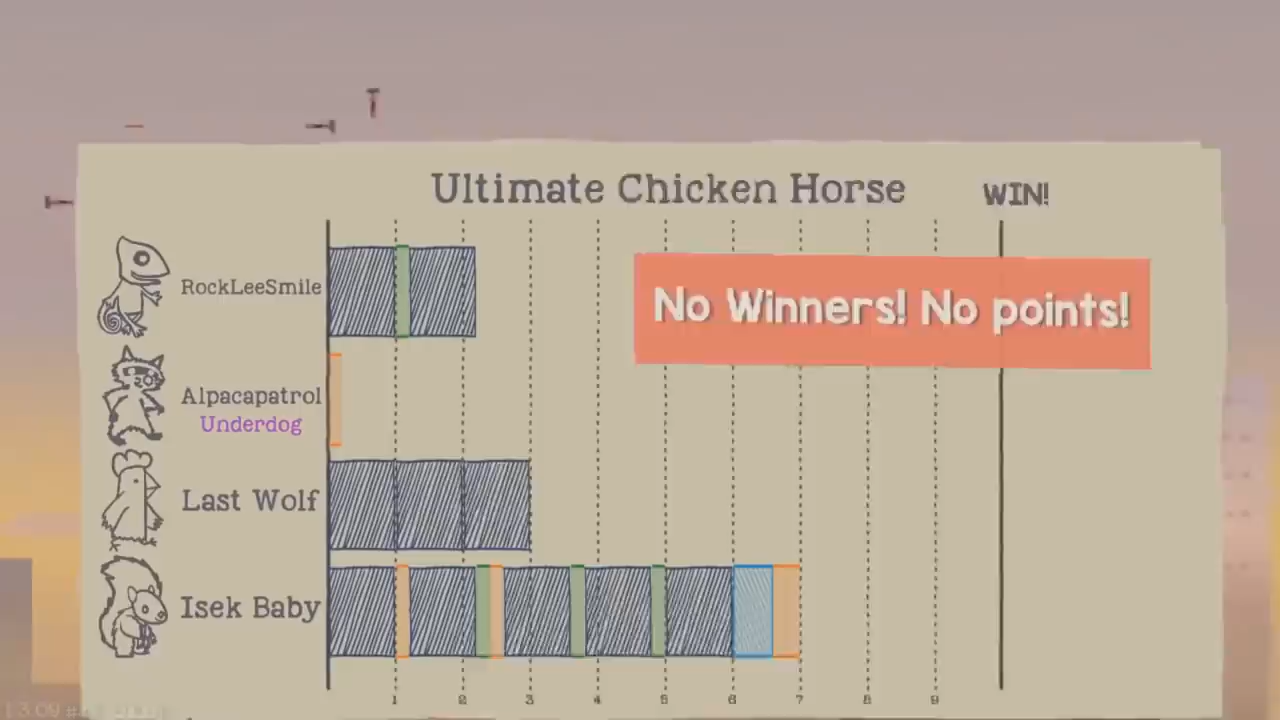 Ultimate Chicken Horse
WIN!
RockLeeSmile
No Winners! No points!
Alpacapatrol
Underdog
Last Wolf
Isek Baby
1 2 3 4 5 6 7 8 9